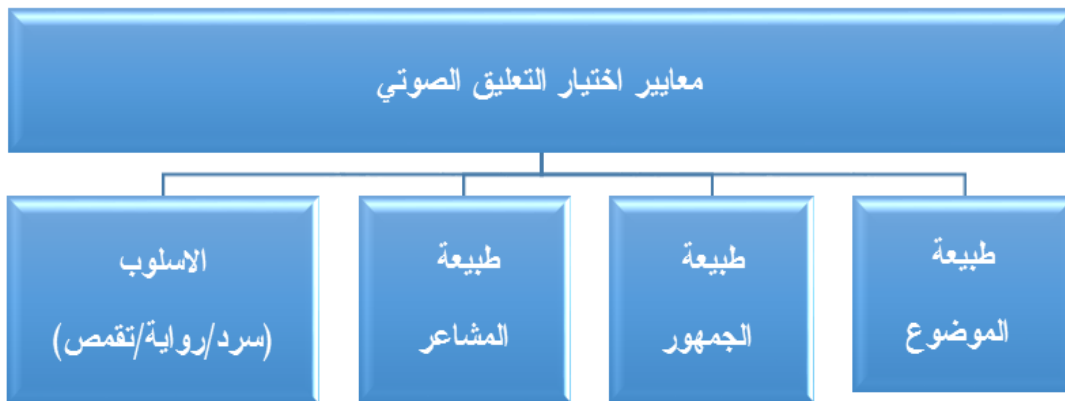 معايير اختيار التعليق الصوتي
طبيعة
الموضوع
طبيعة
الجمهور
طبيعة
المشاعر
الاسلوب
(سرد/رواية/تقمص)